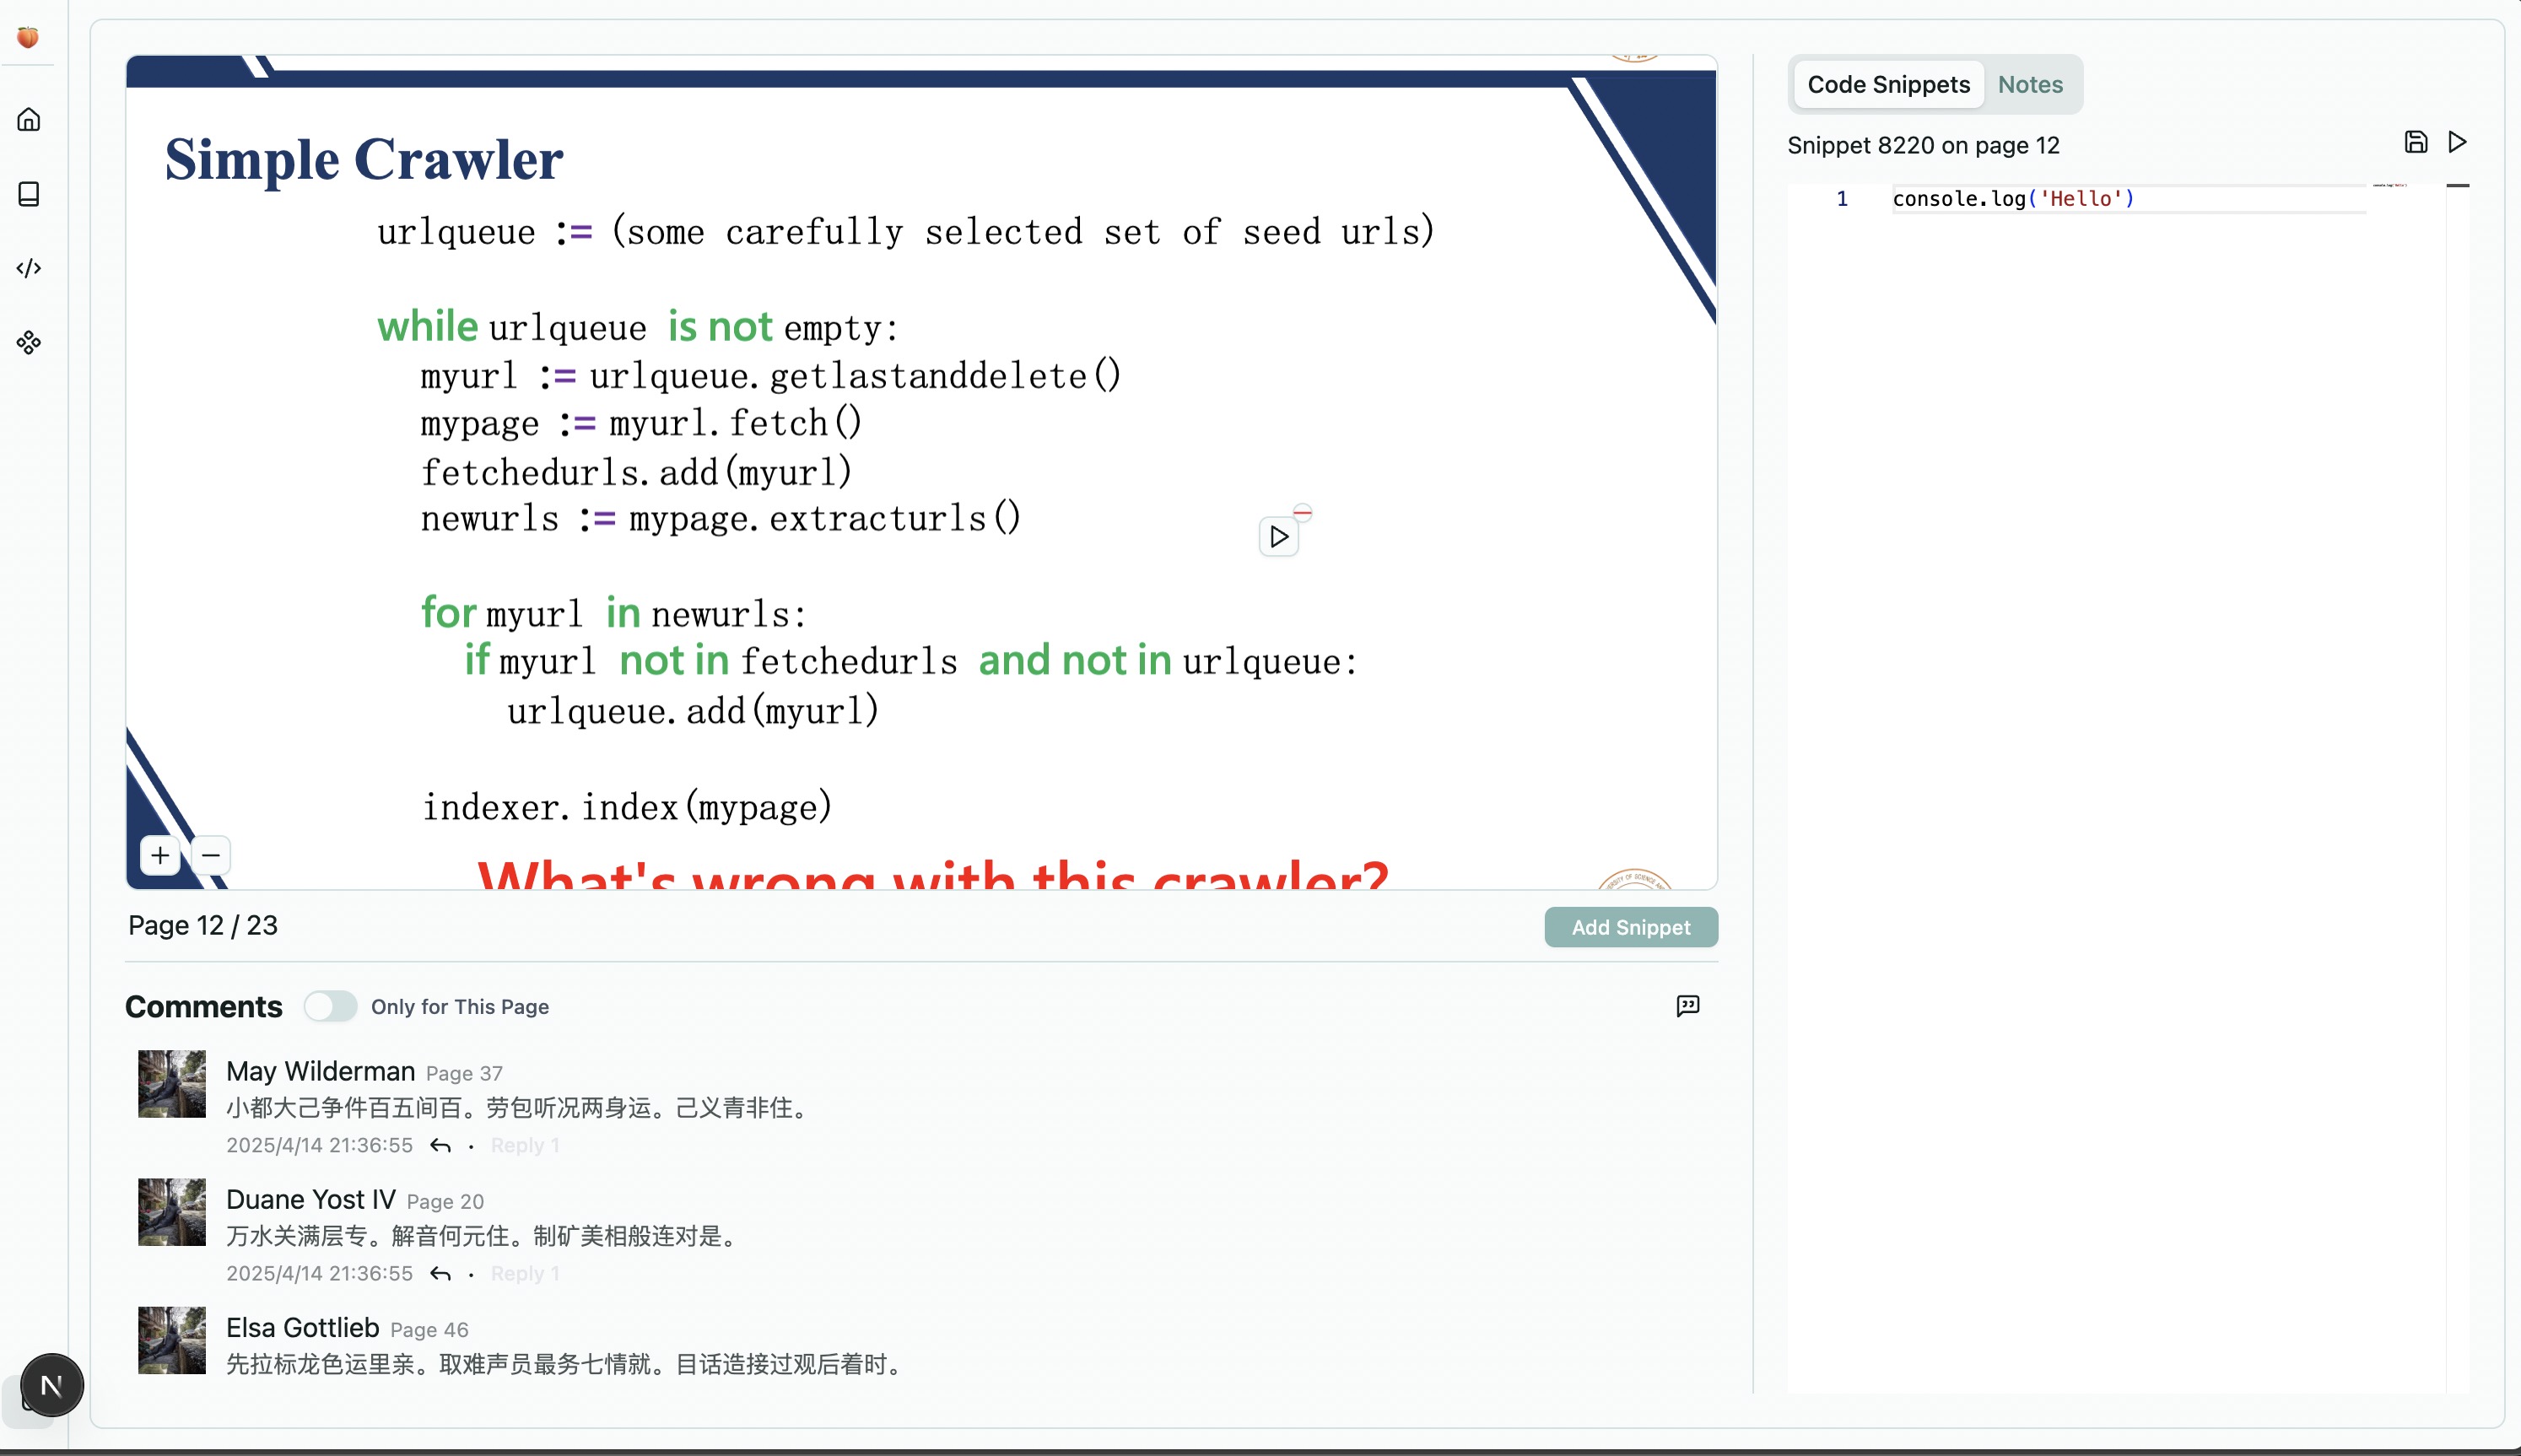 Simple Crawler
urlqueue := (some carefully selected set of seed urls)
while urlqueue is not empty:
myurl := urlqueue.getlastanddelete()
mypage := myurl.fetch()
fetchedurls.add(myurl)
newurls := mypage.extracturls()
for myurl in newurls:
if myurl not in fetchedurls and not in urlqueue:
urlqueue.add(myurl)
indexer.index(mypage)
What's wrong with this crawler?
Page 12 / 23
Add Snippet
Comments
Only for This Page
May Wilderman Page 37
小都大己争件百五间百。劳包听况两身运。己义青非住。
2025/4/14 21:36:55 · Reply 1
Duane Yost IV Page 20
万水关满层专。解音何元住。制矿美相般连对是。
2025/4/14 21:36:55 · Reply 1
Elsa Gottlieb Page 46
先拉标龙色运里亲。取难声员最务七情就。目话造接过观后着时。
N
Code Snippets
Notes
Snippet 8220 on page 12
1 console.log('Hello')